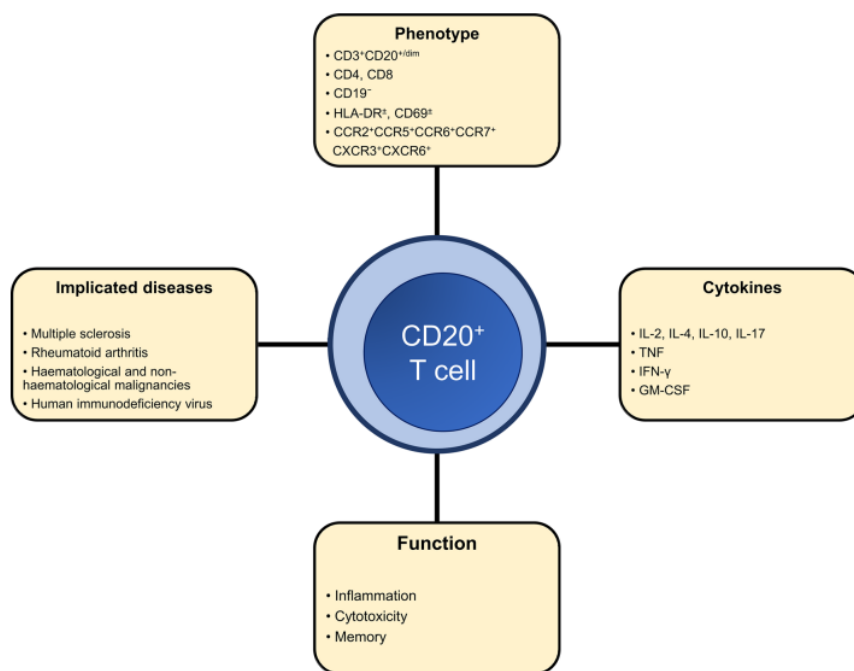 Phenotype
• CD3⁺CD20⁺/ᵈⁱᵐ
• CD4, CD8
• CD19⁻
• HLA-DR±, CD69±
• CCR2⁺CCR5⁺CCR6⁺CCR7⁺
CXCR3⁺CXCR6⁺
Implicated diseases
• Multiple sclerosis
• Rheumatoid arthritis
• Haematological and non-
haematological malignancies
• Human immunodeficiency virus
CD20⁺
T cell
Cytokines
• IL-2, IL-4, IL-10, IL-17
• TNF
• IFN-γ
• GM-CSF
Function
• Inflammation
• Cytotoxicity
• Memory